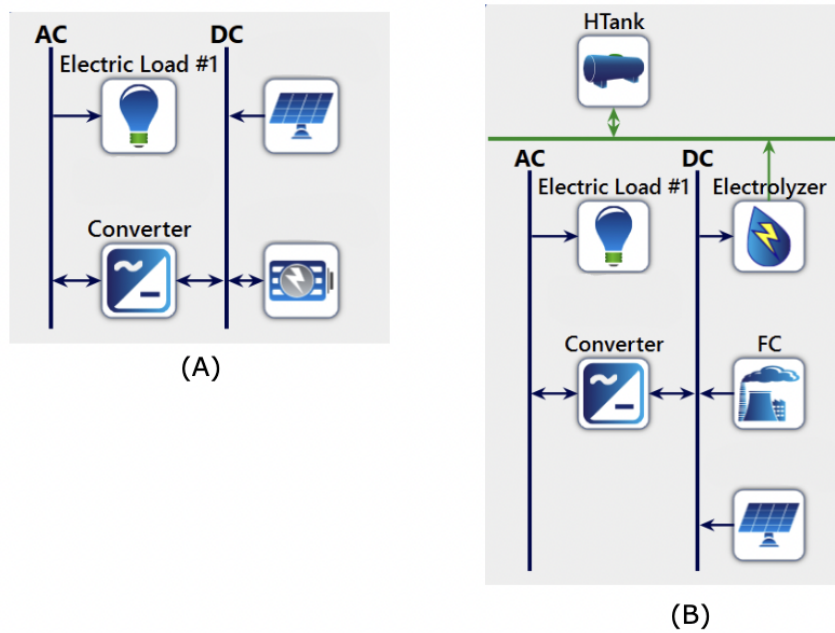 AC DC
Electric Load #1
Converter
(A)
HTank
AC DC
Electric Load #1 Electrolyzer
Converter FC
(B)